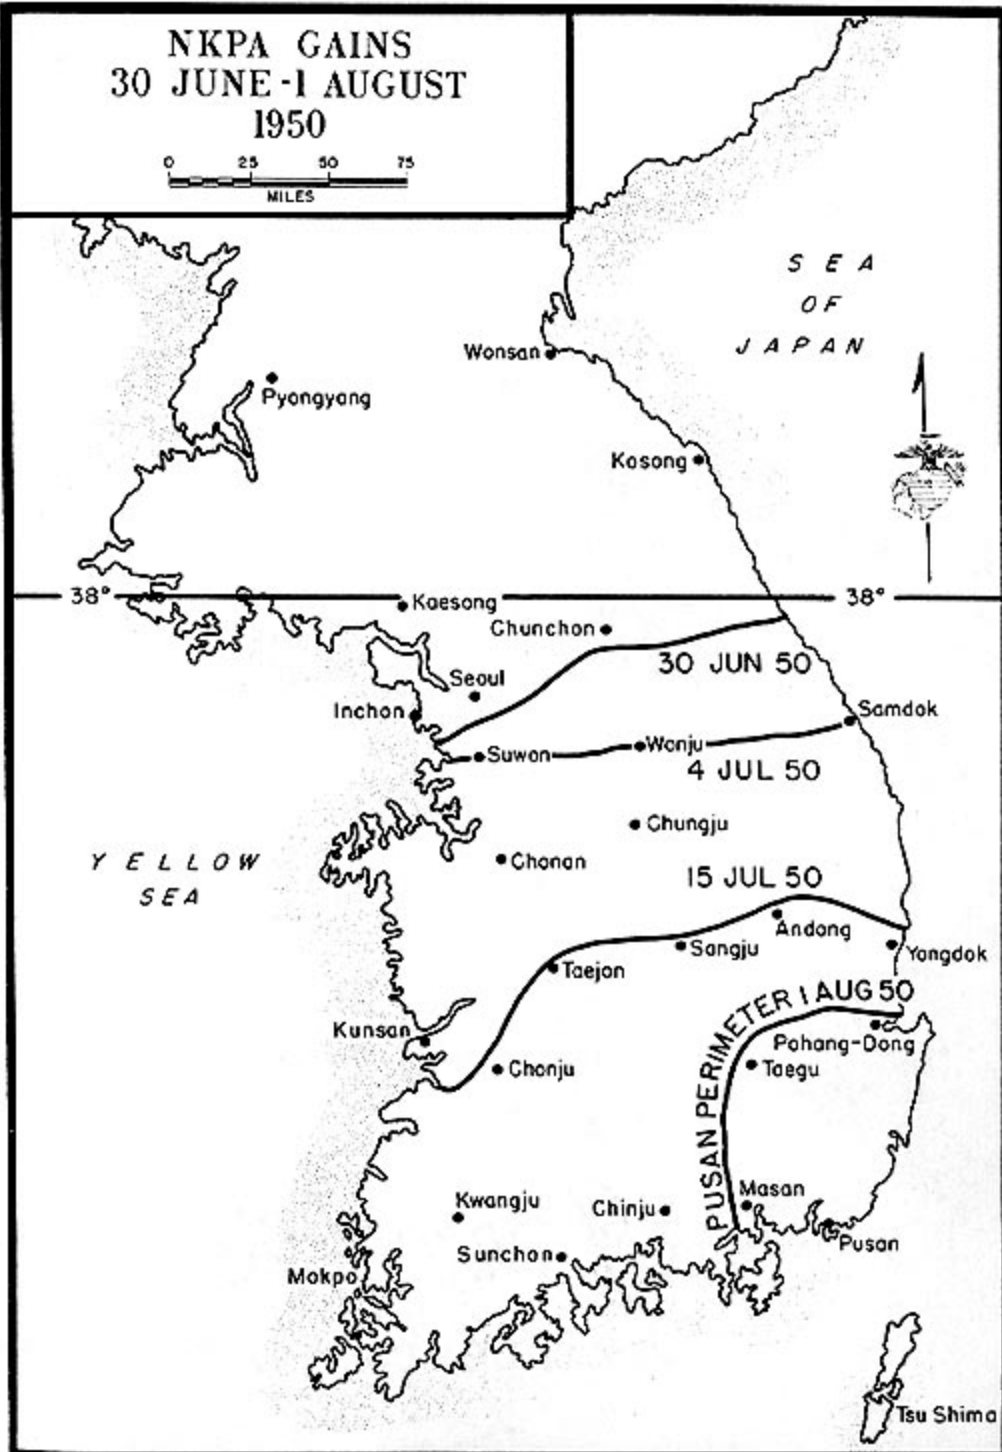 NKPA GAINS
30 JUNE - 1 AUGUST
1950
0 25 50 75
MILES
SEA
OF
JAPAN
Wonsan
Pyongyang
Kosong
38° 38°
Kaesong
Chunchon
30 JUN 50
Seoul
Inchon
Samdok
Suwon
Wonju
4 JUL 50
Chungju
YELLOW
SEA
Chonan
15 JUL 50
Andong
Sangju
Yongdok
Taejon
PUSAN PERIMETER 1 AUG 50
Kunsan
Pohang-Dong
Chonju
Taegu
Masan
Kwangju
Chinju
Pusan
Sunchon
Mokpo
Tsu Shima